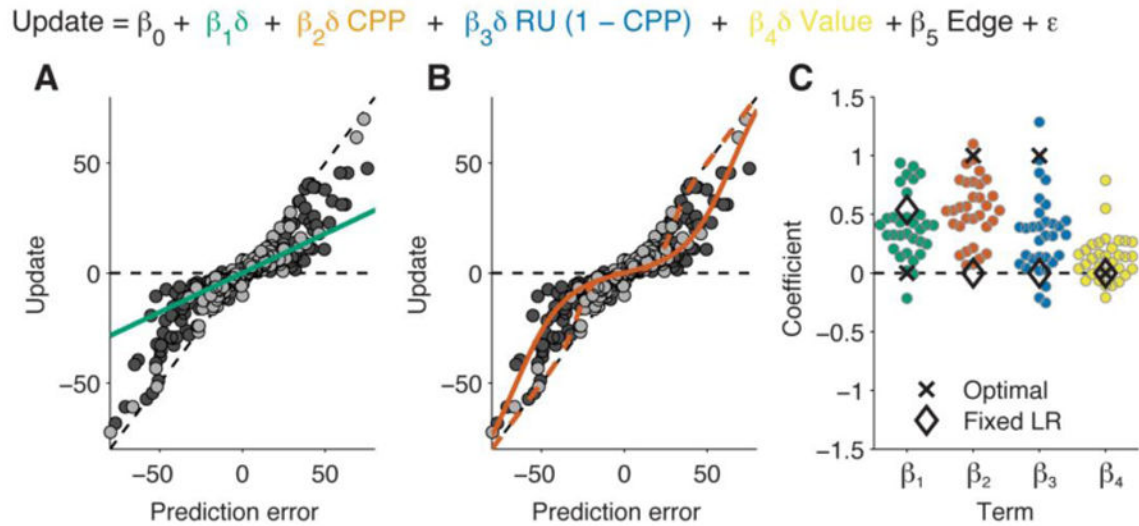 Update = β0 + β1δ + β2δ CPP + β3δ RU (1 – CPP) + β4δ Value + β5 Edge + ε
A
B
C
Update
50
0
−50
−50
0
50
Prediction error
Update
50
0
−50
−50
0
50
Prediction error
Coefficient
1.5
1
0.5
0
−0.5
−1
−1.5
Optimal
Fixed LR
β1
β2
β3
β4
Term